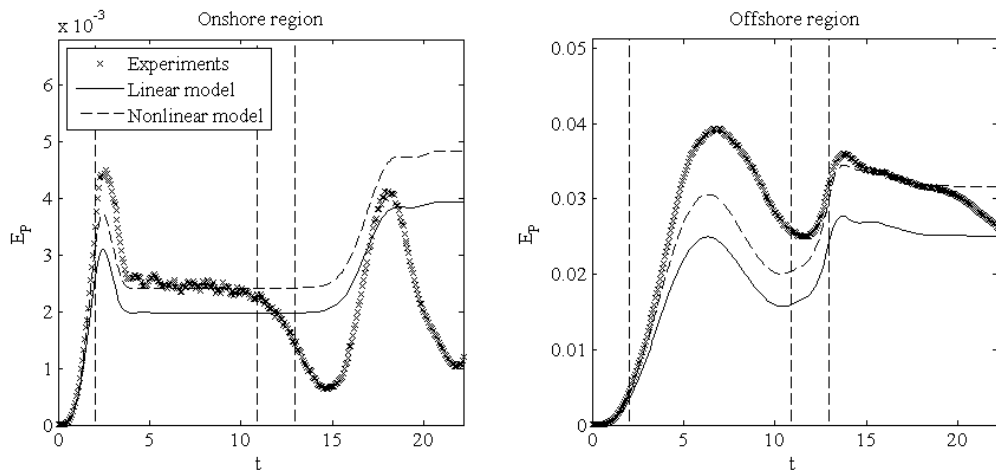 x 10⁻³
Onshore region
6
5
4
3
2
1
0
E_P
Experiments
Linear model
Nonlinear model
0 5 10 15 20
t
Offshore region
0.05
0.04
0.03
0.02
0.01
0
E_P
0 5 10 15 20
t